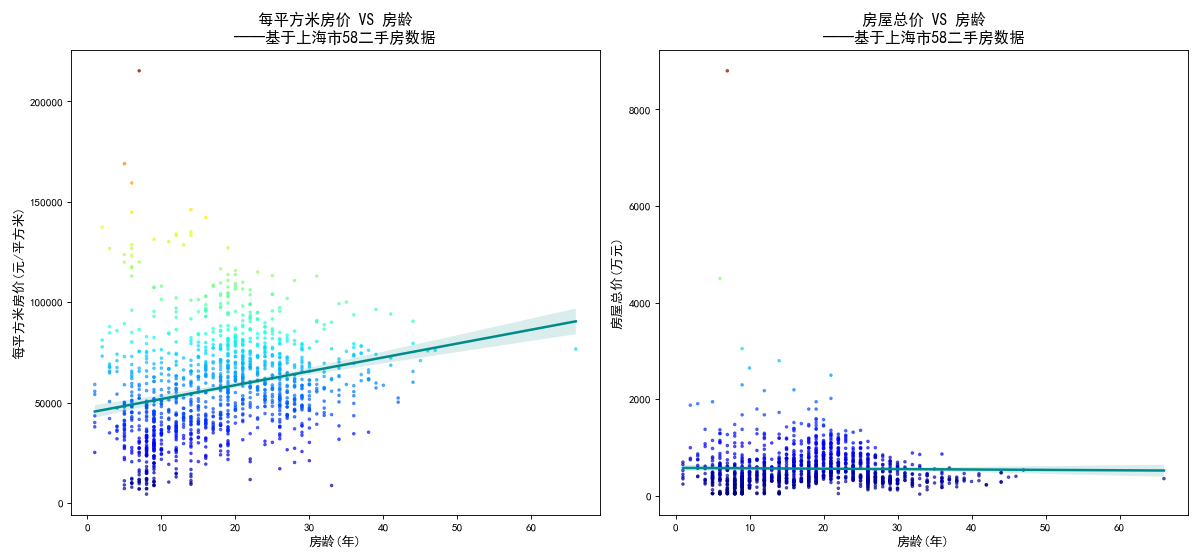 每平方米房价 VS 房龄
——基于上海市58二手房数据
每平方米房价(元/平方米)
200000
150000
100000
50000
0
0 10 20 30 40 50 60
房龄(年)
房屋总价 VS 房龄
——基于上海市58二手房数据
房屋总价(万元)
8000
6000
4000
2000
0
0 10 20 30 40 50 60
房龄(年)